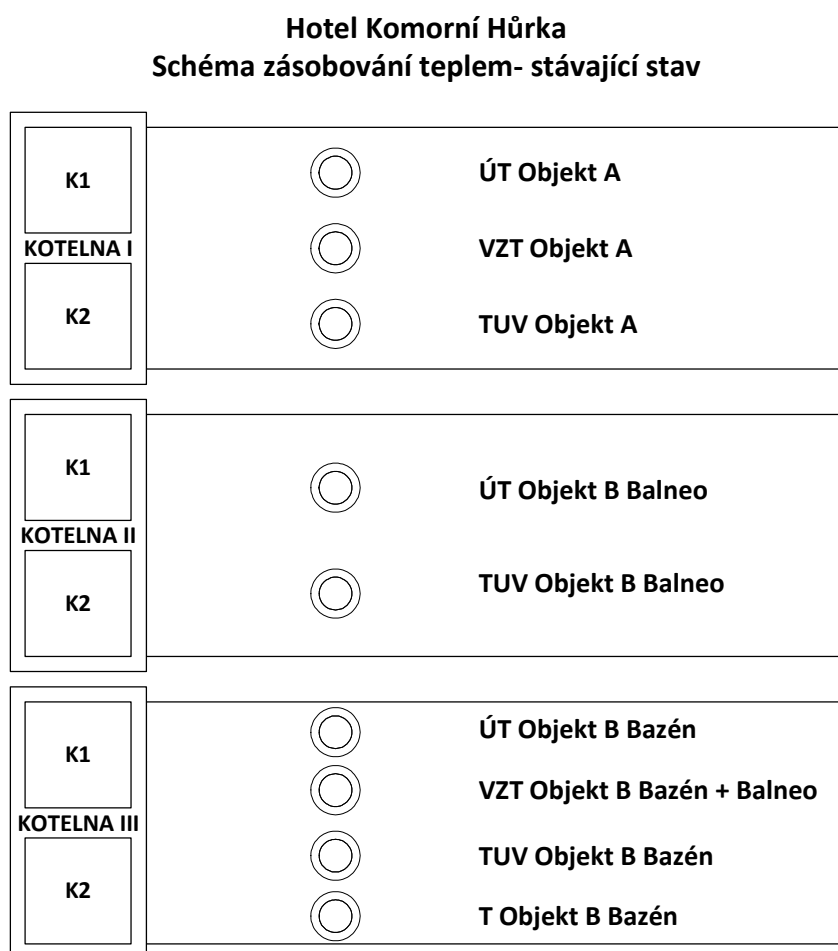 Hotel Komorní Hůrka
Schéma zásobování teplem- stávající stav
K1
KOTELNA I
K2
ÚT Objekt A
VZT Objekt A
TUV Objekt A
K1
KOTELNA II
K2
ÚT Objekt B Balneo
TUV Objekt B Balneo
K1
KOTELNA III
K2
ÚT Objekt B Bazén
VZT Objekt B Bazén + Balneo
TUV Objekt B Bazén
T Objekt B Bazén